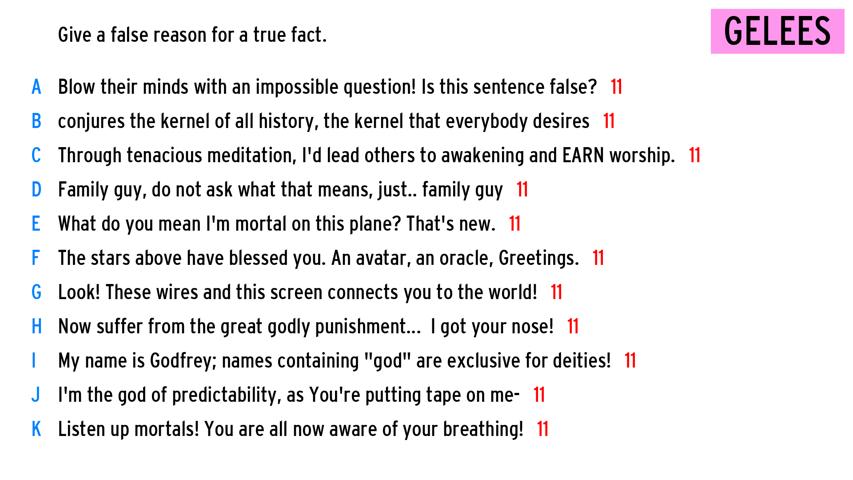 Give a false reason for a true fact.
GELEES
A Blow their minds with an impossible question! Is this sentence false? 11
B conjures the kernel of all history, the kernel that everybody desires 11
C Through tenacious meditation, I'd lead others to awakening and EARN worship. 11
D Family guy, do not ask what that means, just.. family guy 11
E What do you mean I'm mortal on this plane? That's new. 11
F The stars above have blessed you. An avatar, an oracle, Greetings. 11
G Look! These wires and this screen connects you to the world! 11
H Now suffer from the great godly punishment... I got your nose! 11
I My name is Godfrey; names containing "god" are exclusive for deities! 11
J I'm the god of predictability, as You're putting tape on me- 11
K Listen up mortals! You are all now aware of your breathing! 11